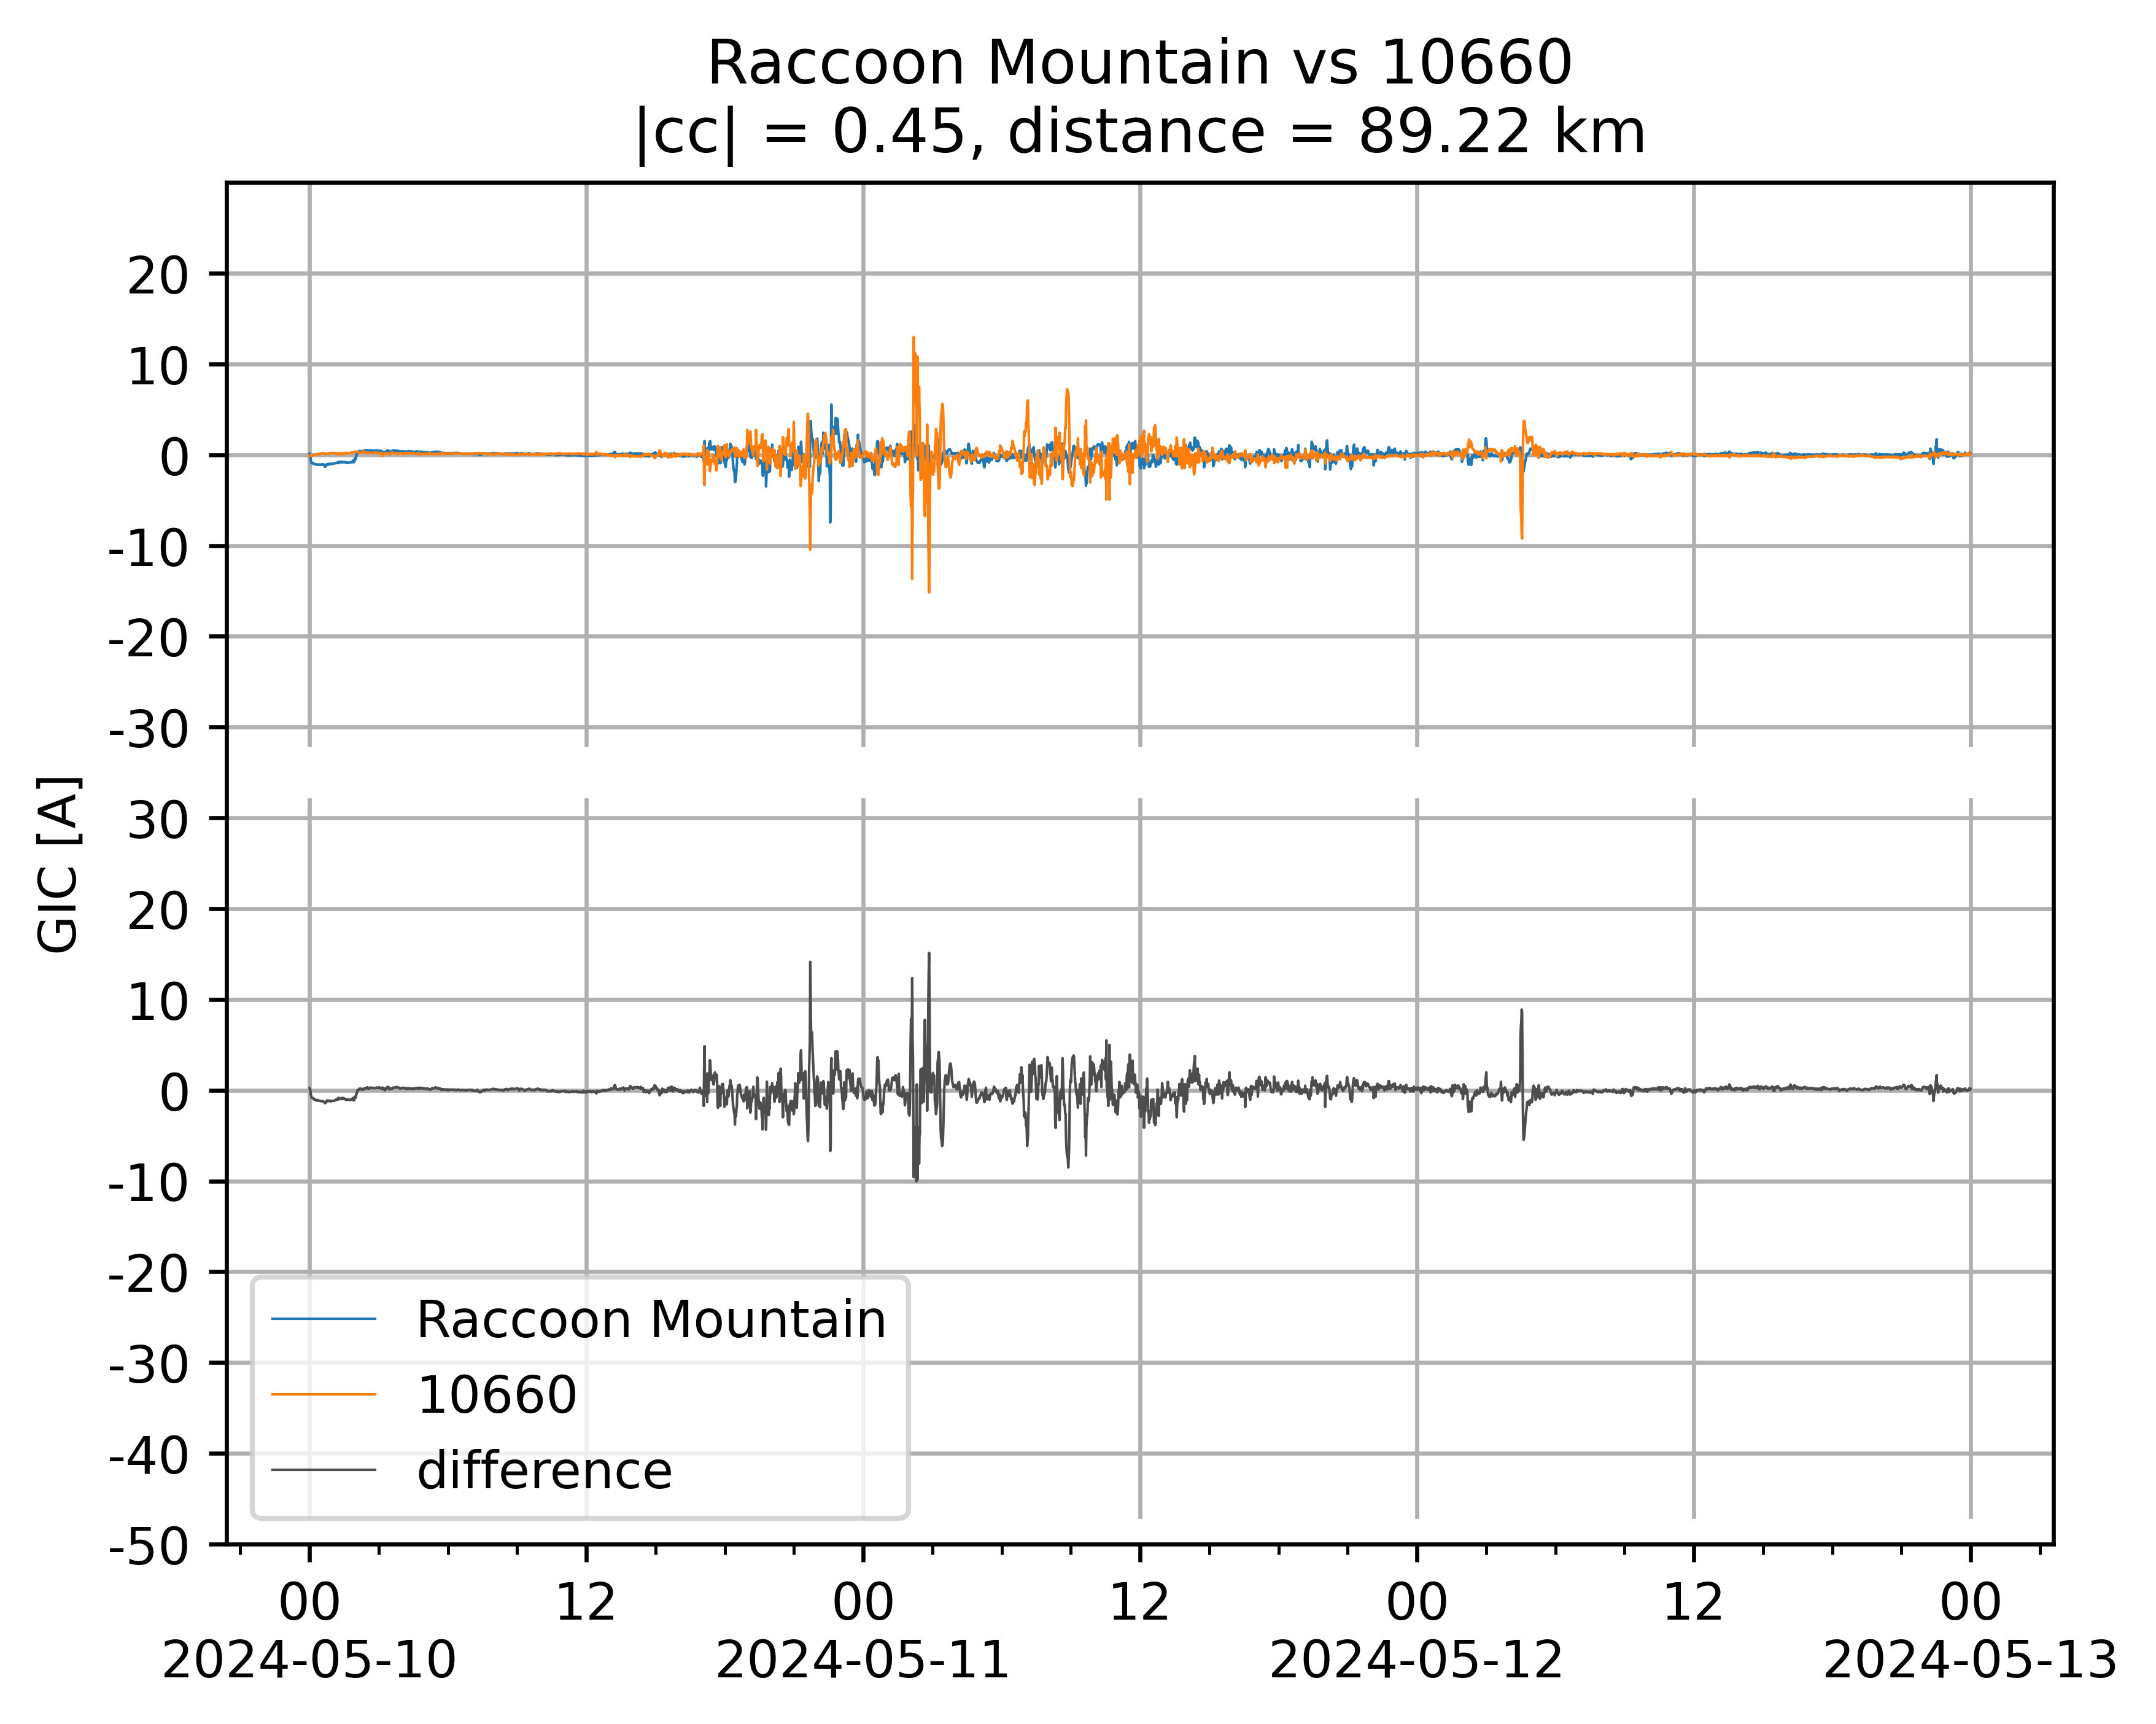 Raccoon Mountain vs 10660
|cc| = 0.45, distance = 89.22 km
GIC [A]
20
10
0
-10
-20
-30
30
20
10
0
-10
-20
-30
-40
-50
Raccoon Mountain
10660
difference
00 12 00 12 00 12 00
2024-05-10 2024-05-11 2024-05-12 2024-05-13